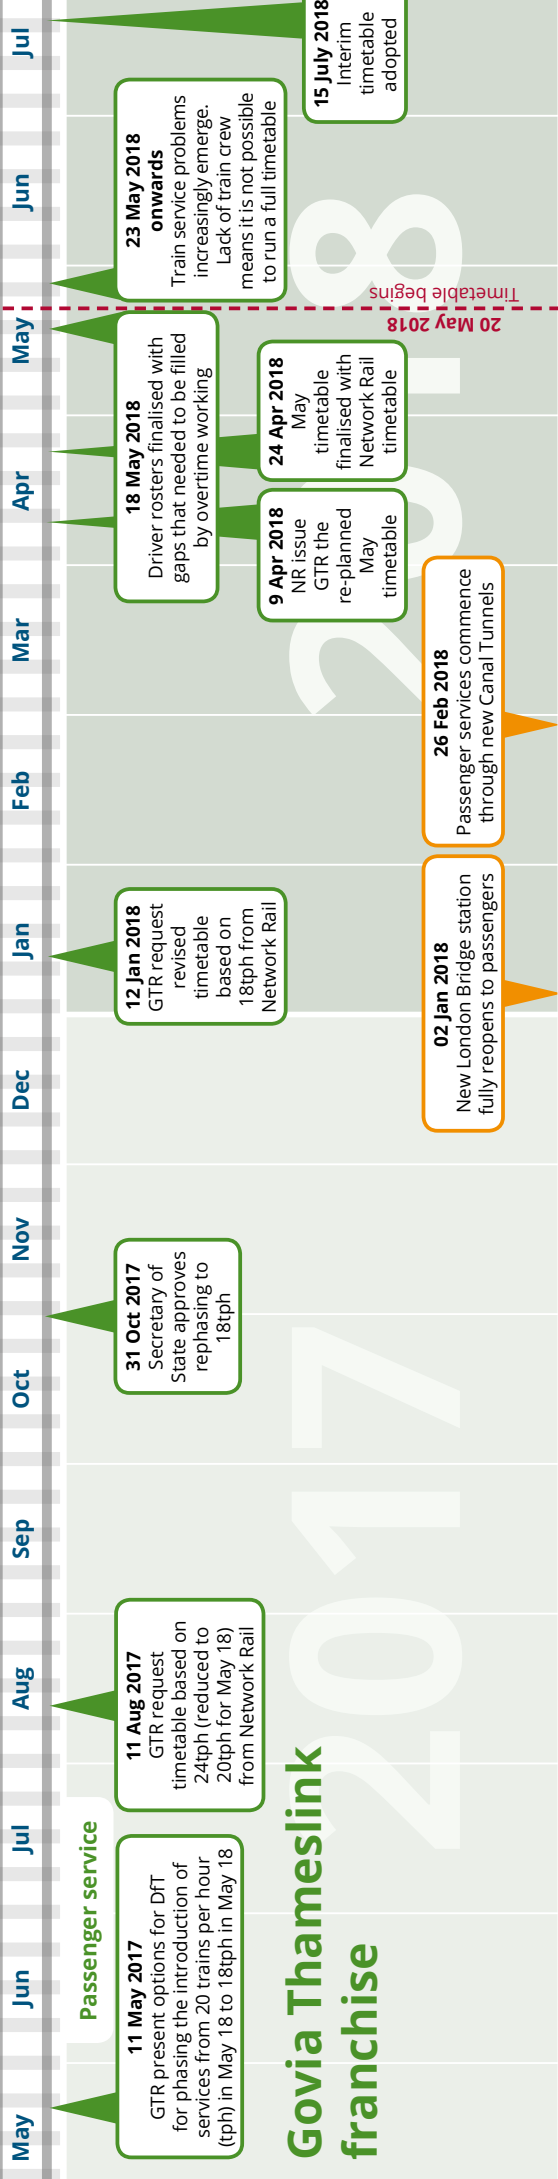 May
Jun
Jul
Aug
Sep
Oct
Nov
Dec
Jan
Feb
Mar
Apr
May
Jun
Jul
Passenger service
11 May 2017
GTR present options for DfT
for phasing the introduction of
services from 20 trains per hour
(tph) in May 18 to 18tph in May 18
11 Aug 2017
GTR request
timetable based on
24tph (reduced to
20tph for May 18)
from Network Rail
31 Oct 2017
Secretary of
State approves
rephasing to
18tph
12 Jan 2018
GTR request
revised
timetable
based on
18tph from
Network Rail
18 May 2018
Driver rosters finalised with
gaps that needed to be filled
by overtime working
23 May 2018
onwards
Train service problems
increasingly emerge.
Lack of train crew
means it is not possible
to run a full timetable
9 Apr 2018
NR issue
GTR the
re-planned
May
timetable
24 Apr 2018
May
timetable
finalised with
Network Rail
timetable
15 July 2018
Interim
timetable
adopted
Govia Thameslink
franchise
2017
2018
20 May 2018
Timetable begins
02 Jan 2018
New London Bridge station
fully reopens to passengers
26 Feb 2018
Passenger services commence
through new Canal Tunnels